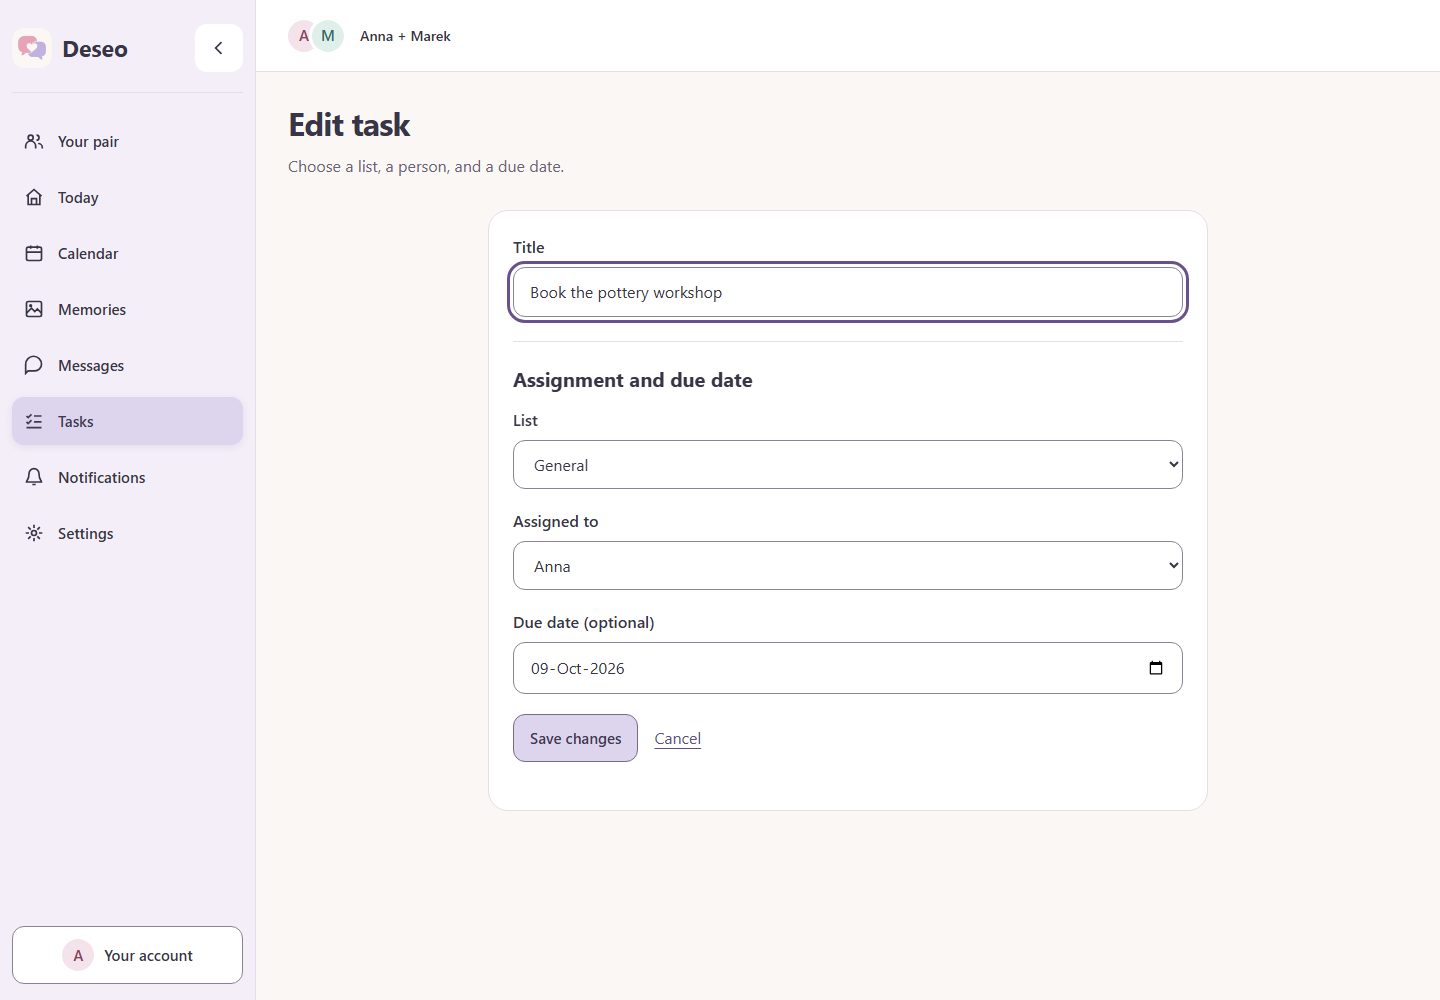 Deseo
Your pair
Today
Calendar
Memories
Messages
Tasks
Notifications
Settings
A Your account
A M Anna + Marek
Edit task
Choose a list, a person, and a due date.
Title
Book the pottery workshop
Assignment and due date
List
General
Assigned to
Anna
Due date (optional)
09-Oct-2026
Save changes Cancel